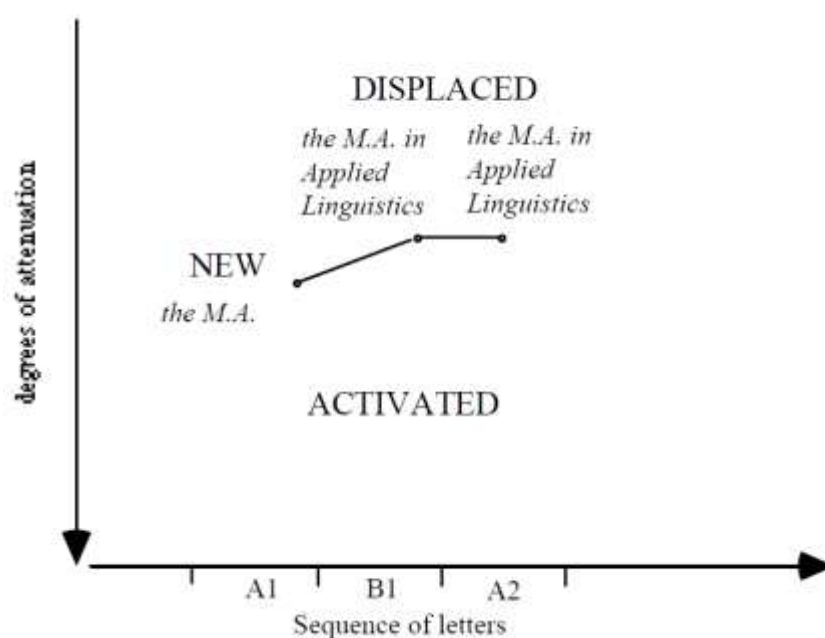 DISPLACED
the M.A. in
Applied
Linguistics
the M.A. in
Applied
Linguistics
degrees of attenuation
NEW
the M.A.
ACTIVATED
A1
B1
A2
Sequence of letters